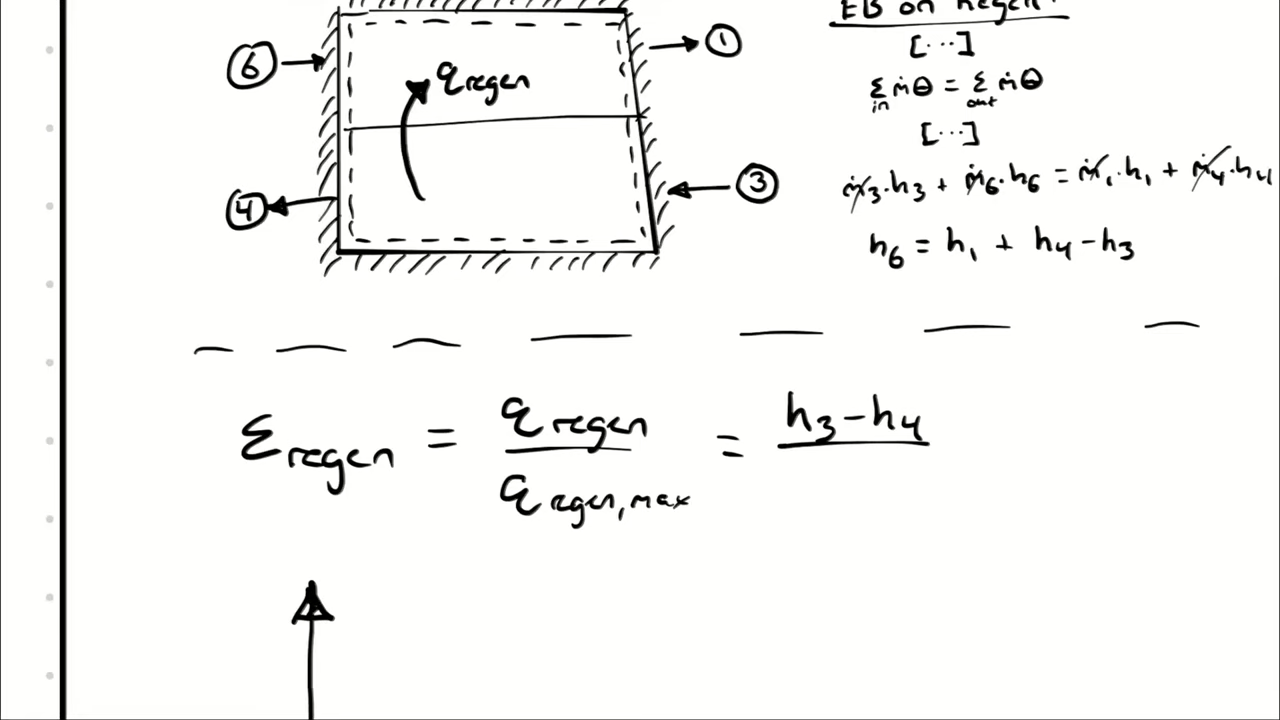 EB on Regen:
[...]
Σ ṁθ = Σ ṁθ
in out
[...]
ṁ₃·h₃ + ṁ₆·h₆ = ṁ₁·h₁ + ṁ₄·h₄
h₆ = h₁ + h₄ - h₃
6
1
q regen
4
3
ε regen = q regen / q regen, max = h₃ - h₄